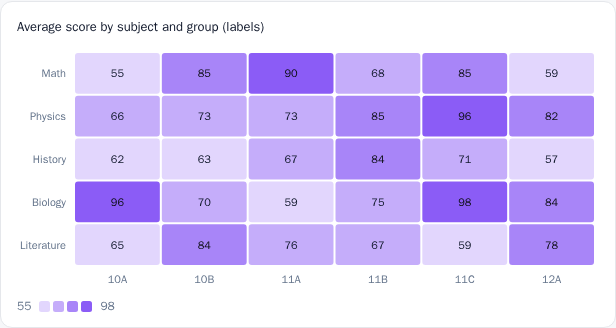 Average score by subject and group (labels)
Math 55 85 90 68 85 59
Physics 66 73 73 85 96 82
History 62 63 67 84 71 57
Biology 96 70 59 75 98 84
Literature 65 84 76 67 59 78
10A 10B 11A 11B 11C 12A
55 98